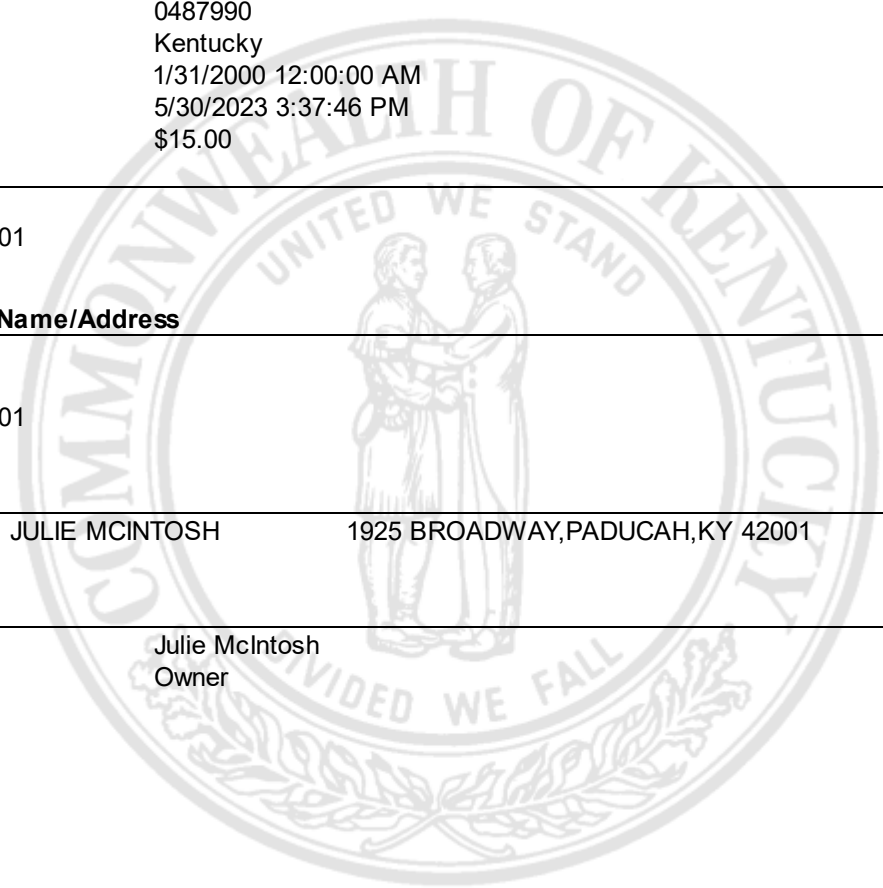 0487990
Kentucky
1/31/2000 12:00:00 AM
5/30/2023 3:37:46 PM
$15.00
01
Name/Address
01
JULIE MCINTOSH 1925 BROADWAY,PADUCAH,KY 42001
Julie McIntosh
Owner
COMMONWEALTH OF KENTUCKY
UNITED WE STAND
DIVIDED WE FALL